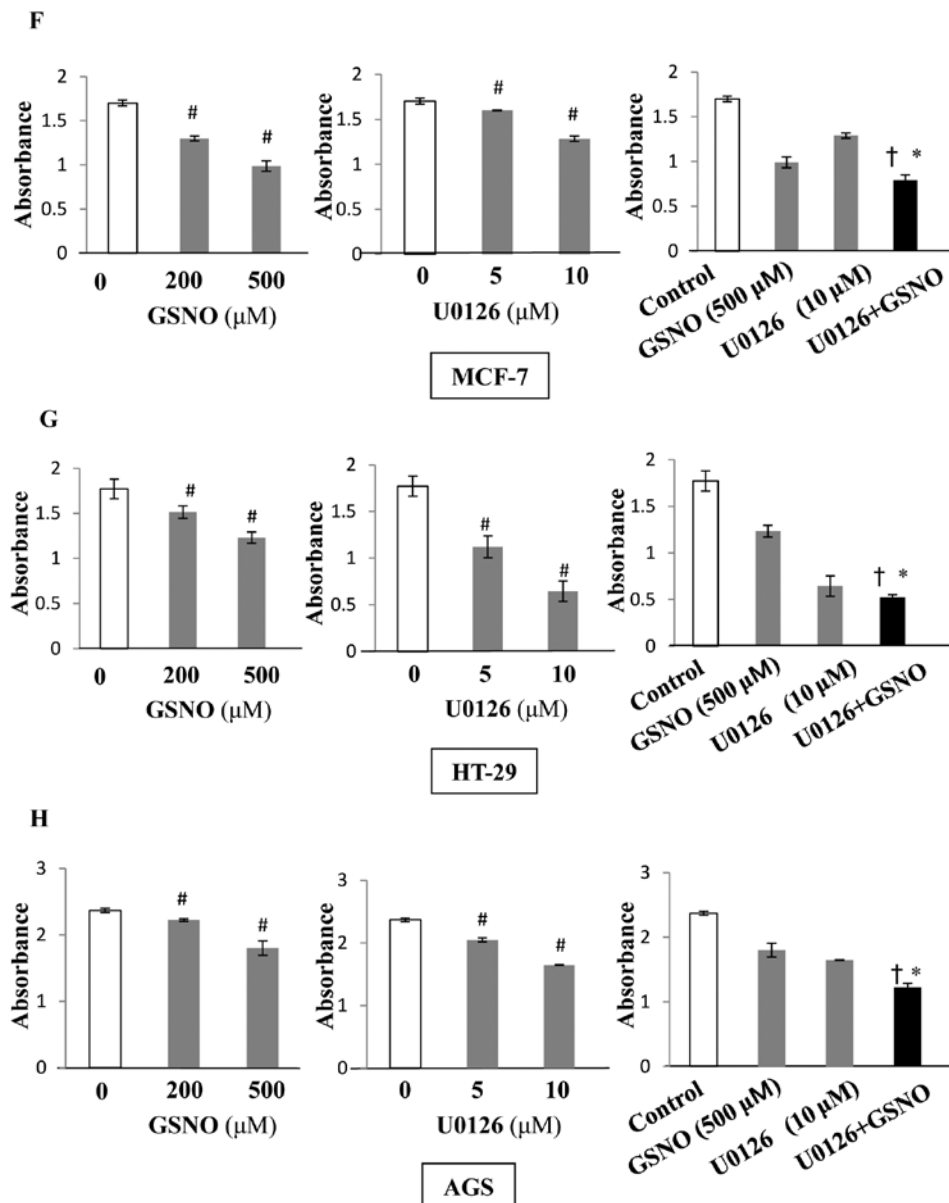 F
Absorbance
2
1.5
1
1.5
0
#
#
0 200 500
GSNO (μM)
Absorbance
2
1.5
1
1.5
0
#
#
0 5 10
U0126 (μM)
Absorbance
2
1.5
1
1.5
0
† *
Control
GSNO (500 μM)
U0126 (10 μM)
U0126+GSNO
MCF-7
G
Absorbance
2
1.5
1
1.5
0
#
#
0 200 500
GSNO (μM)
Absorbance
2
1.5
1
0.5
0
#
#
0 5 10
U0126 (μM)
Absorbance
2
1.5
1
1.5
0
† *
Control
GSNO (500 μM)
U0126 (10 μM)
U0126+GSNO
HT-29
H
Absorbance
3
2
1
0
#
#
0 200 500
GSNO (μM)
Absorbance
3
2
1
0
#
#
0 5 10
U0126 (μM)
Absorbance
3
2
1
0
† *
Control
GSNO (500 μM)
U0126 (10 μM)
U0126+GSNO
AGS